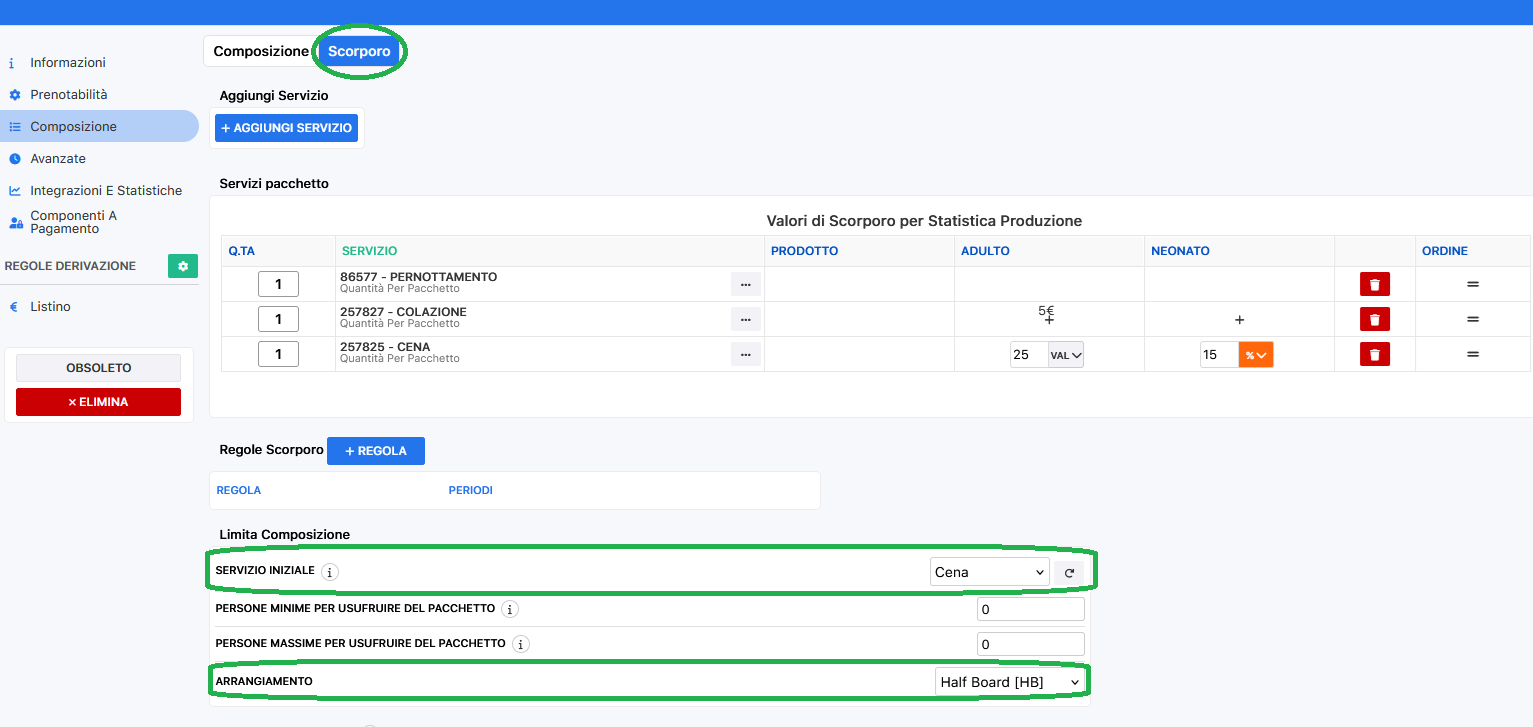 Informazioni
Prenotabilità
Composizione
Avanzate
Integrazioni E Statistiche
Componenti A
Pagamento
REGOLE DERIVAZIONE
€ Listino
OBSOLETO
× ELIMINA
Composizione Scorporo
Aggiungi Servizio
+ AGGIUNGI SERVIZIO
Servizi pacchetto
Valori di Scorporo per Statistica Produzione
Q.TA SERVIZIO PRODOTTO ADULTO NEONATO ORDINE
1 86577 - PERNOTTAMENTO ...
Quantità Per Pacchetto
1 257827 - COLAZIONE ... 5€ + +
Quantità Per Pacchetto
1 257825 - CENA ... 25 VAL 15 %
Quantità Per Pacchetto
Regole Scorporo + REGOLA
REGOLA PERIODI
Limita Composizione
SERVIZIO INIZIALE i Cena
PERSONE MINIME PER USUFRUIRE DEL PACCHETTO i 0
PERSONE MASSIME PER USUFRUIRE DEL PACCHETTO i 0
ARRANGIAMENTO Half Board [HB]